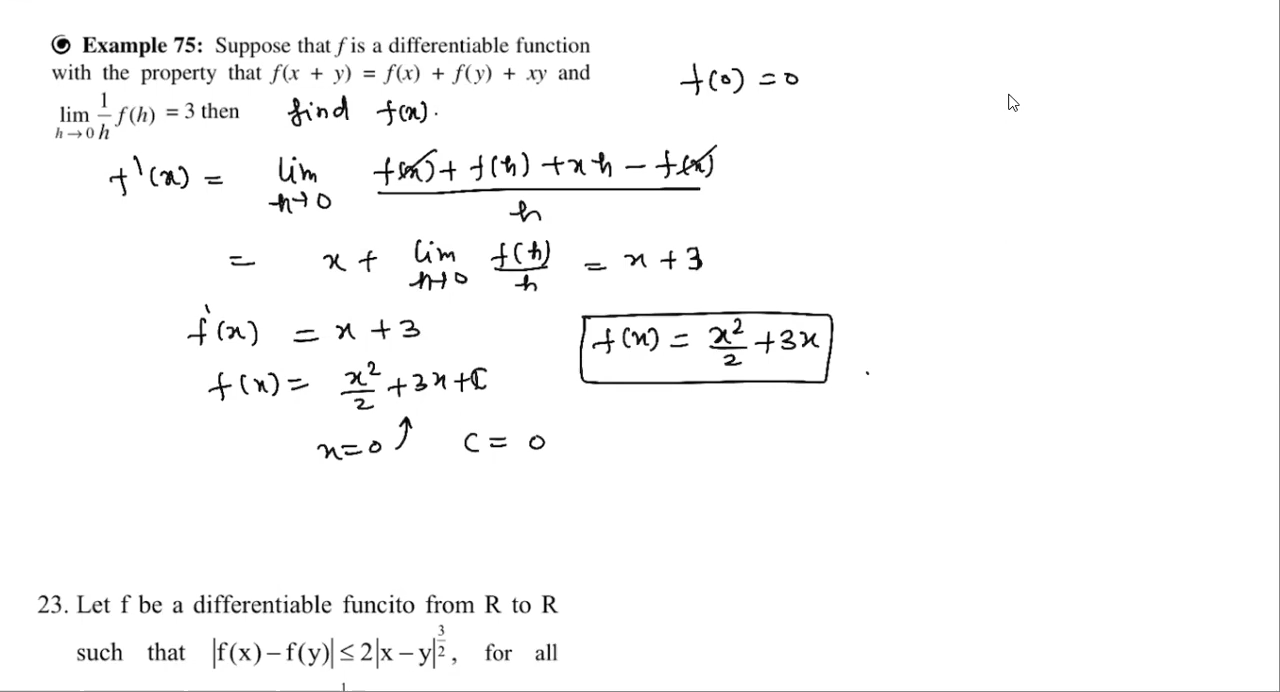 Example 75: Suppose that f is a differentiable function
with the property that f(x + y) = f(x) + f(y) + xy and
f(0) = 0
lim h→0 1/h f(h) = 3 then find f(x).
f'(x) = lim h→0 (f(x) + f(h) + xh − f(x))/h
= x + lim h→0 f(h)/h = x + 3
f'(x) = x + 3
f(x) = x²/2 + 3x
f(x) = x²/2 + 3x + C
x=0 ↑ C = 0
23. Let f be a differentiable funcito from R to R
such that |f(x)−f(y)| ≤ 2|x−y|^(3/2), for all